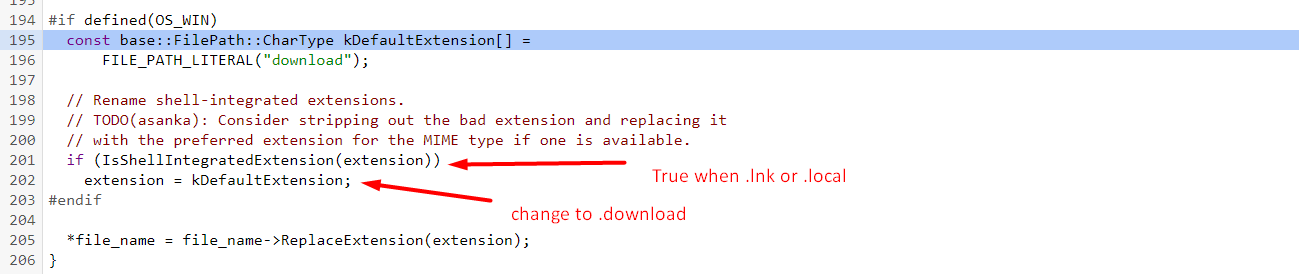 193
194 #if defined(OS_WIN)
195 const base::FilePath::CharType kDefaultExtension[] =
196 FILE_PATH_LITERAL("download");
197
198 // Rename shell-integrated extensions.
199 // TODO(asanka): Consider stripping out the bad extension and replacing it
200 // with the preferred extension for the MIME type if one is available.
201 if (IsShellIntegratedExtension(extension))
True when .lnk or .local
202 extension = kDefaultExtension;
change to .download
203 #endif
204
205 *file_name = file_name->ReplaceExtension(extension);
206 }